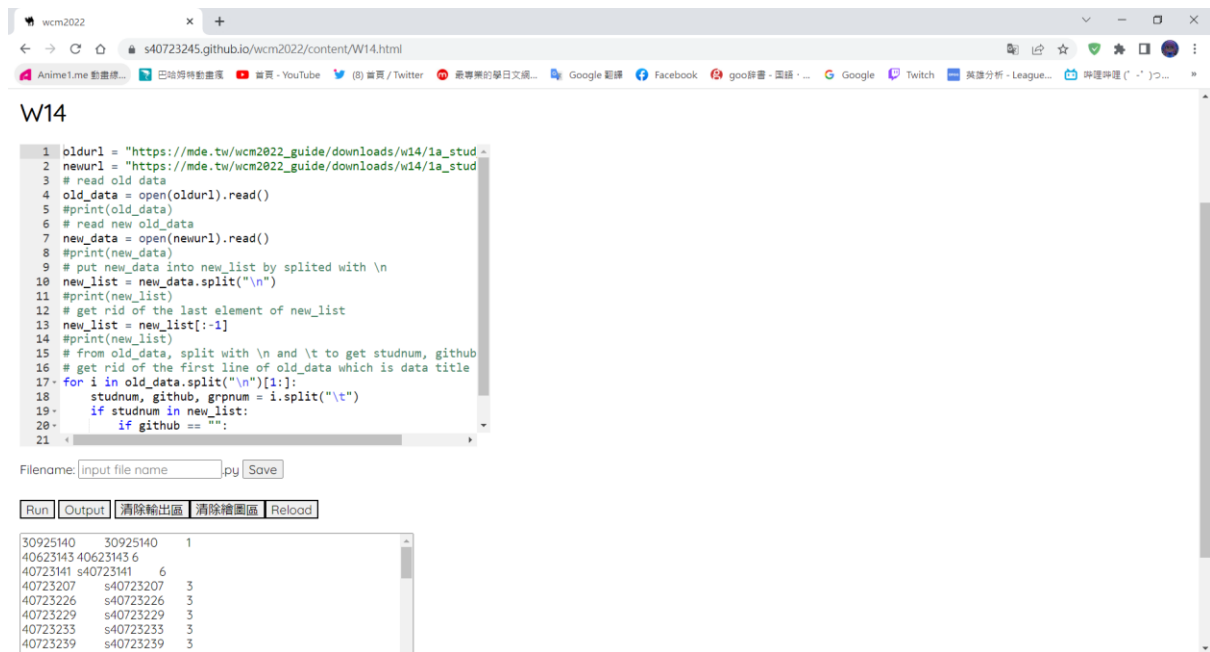 wcm2022
s40723245.github.io/wcm2022/content/W14.html
Anime1.me 動畫線... 巴哈姆特動畫瘋 首頁 - YouTube (8) 首頁 / Twitter 最專業的學日文網... Google 翻譯 Facebook goo辞書 - 国語・... Google Twitch 英雄分析 - League... 哔哩哔哩 (゜-゜)つ... »
W14
1 oldurl = "https://mde.tw/wcm2022_guide/downloads/w14/1a_stud
2 newurl = "https://mde.tw/wcm2022_guide/downloads/w14/1a_stud
3 # read old data
4 old_data = open(oldurl).read()
5 #print(old_data)
6 # read new old_data
7 new_data = open(newurl).read()
8 #print(new_data)
9 # put new_data into new_list by splited with \n
10 new_list = new_data.split("\n")
11 #print(new_list)
12 # get rid of the last element of new_list
13 new_list = new_list[:-1]
14 #print(new_list)
15 # from old_data, split with \n and \t to get studnum, github
16 # get rid of the first line of old_data which is data title
17 for i in old_data.split("\n")[1:]:
18 studnum, github, grpnum = i.split("\t")
19 if studnum in new_list:
20 if github == "":
21
Filename: input file name .py Save
Run Output 清除輸出區 清除繪圖區 Reload
30925140 30925140 1
40623143 40623143 6
40723141 s40723141 6
40723207 s40723207 3
40723226 s40723226 3
40723229 s40723229 3
40723233 s40723233 3
40723239 s40723239 3